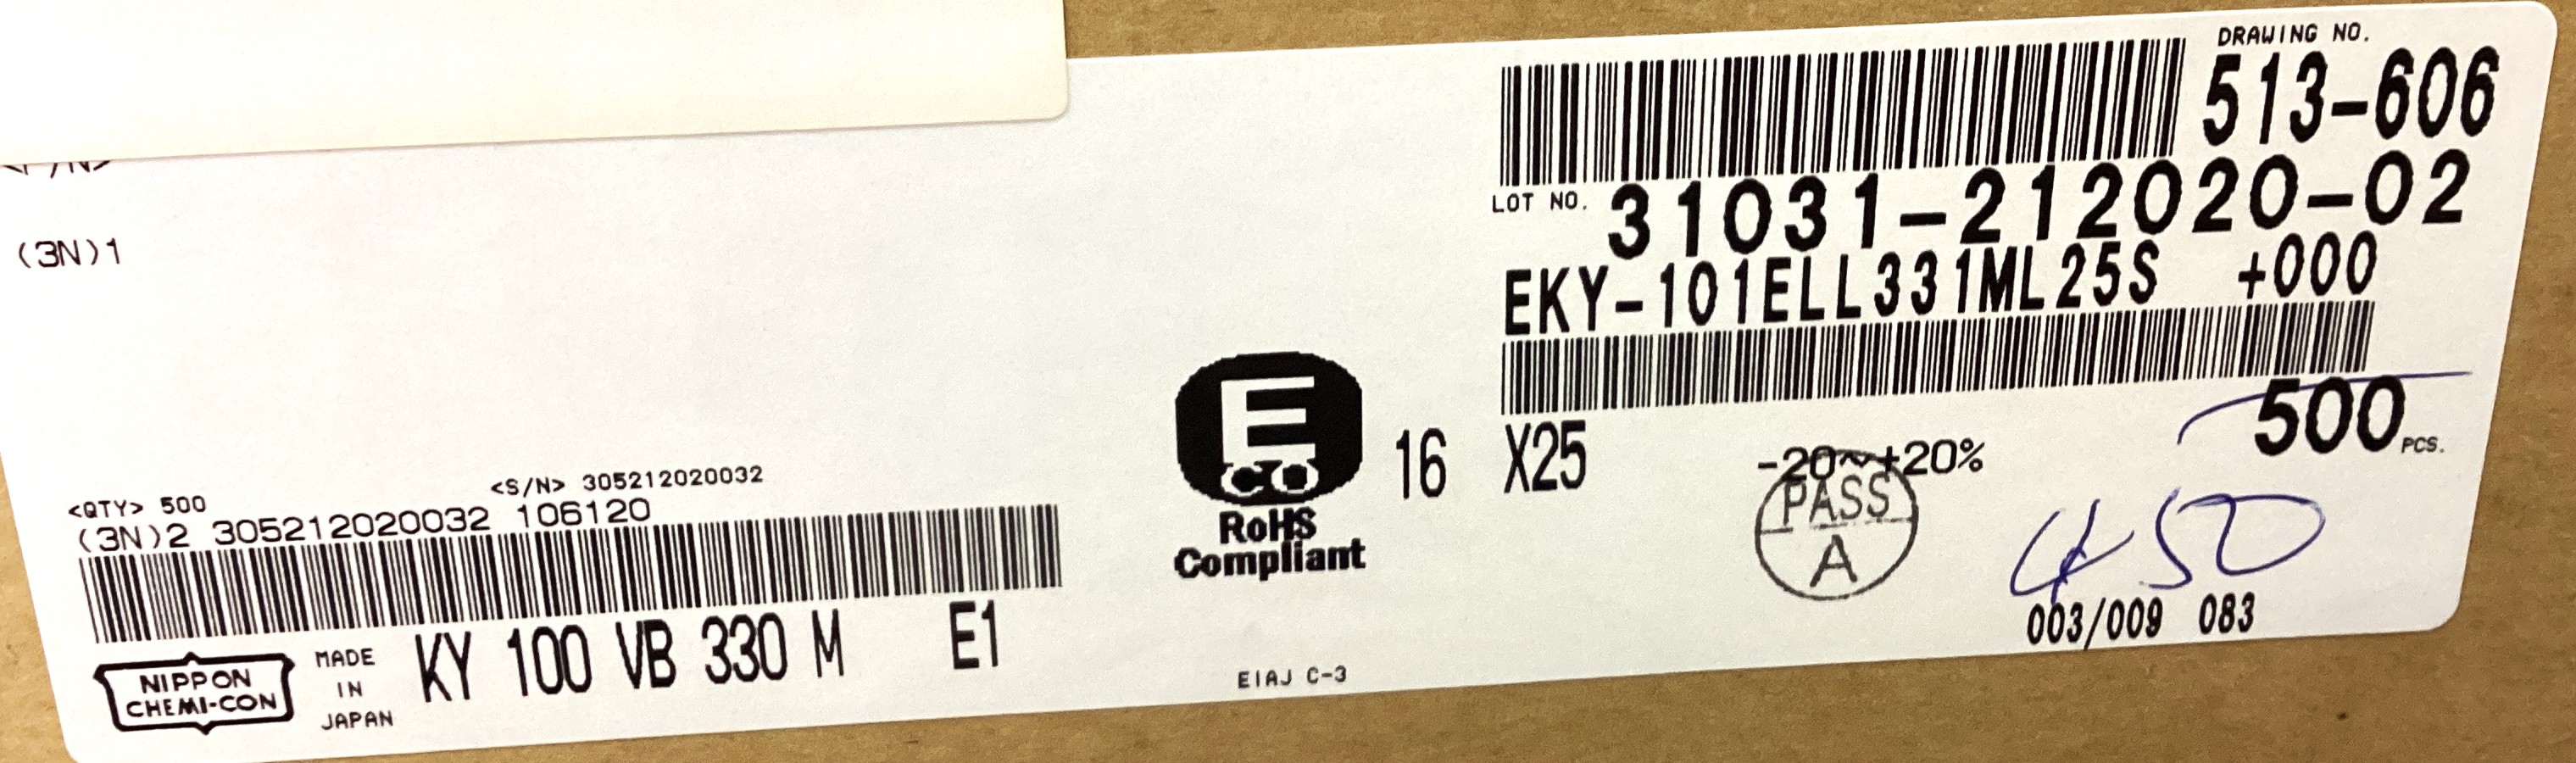 (3N)1
<QTY> 500
<S/N> 305212020032
(3N)2 305212020032 106120
NIPPON
CHEMI-CON
MADE
IN
JAPAN
KY 100 VB 330 M E1
E
CO
RoHS
Compliant
EIAJ C-3
DRAWING NO.
513-606
LOT NO. 31031-212020-02
EKY-101ELL331ML25S +000
16 X25
-20~+20%
500 PCS.
PASS
A
450
003/009 083